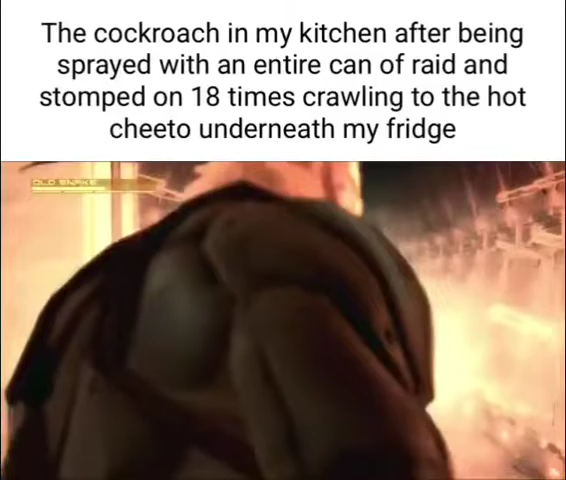 The cockroach in my kitchen after being
sprayed with an entire can of raid and
stomped on 18 times crawling to the hot
cheeto underneath my fridge
OLD SNAKE